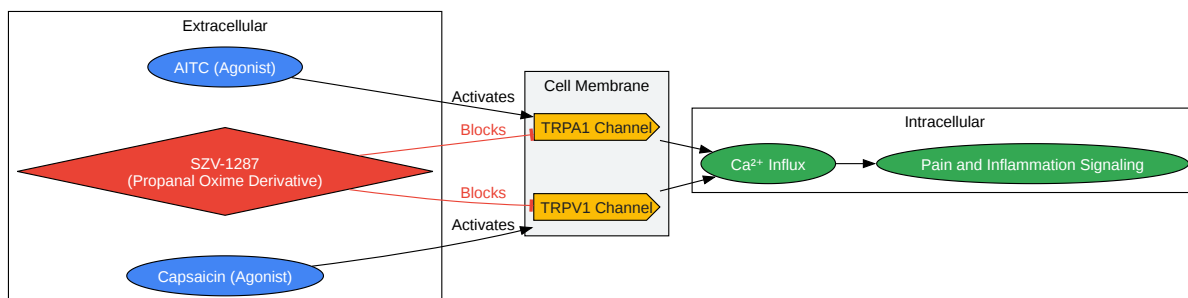 Extracellular
AITC (Agonist)
Activates
Cell Membrane
TRPA1 Channel
Blocks
Intracellular
SZV-1287
(Propanal Oxime Derivative)
Ca²⁺ Influx
Pain and Inflammation Signaling
Blocks
TRPV1 Channel
Activates
Capsaicin (Agonist)